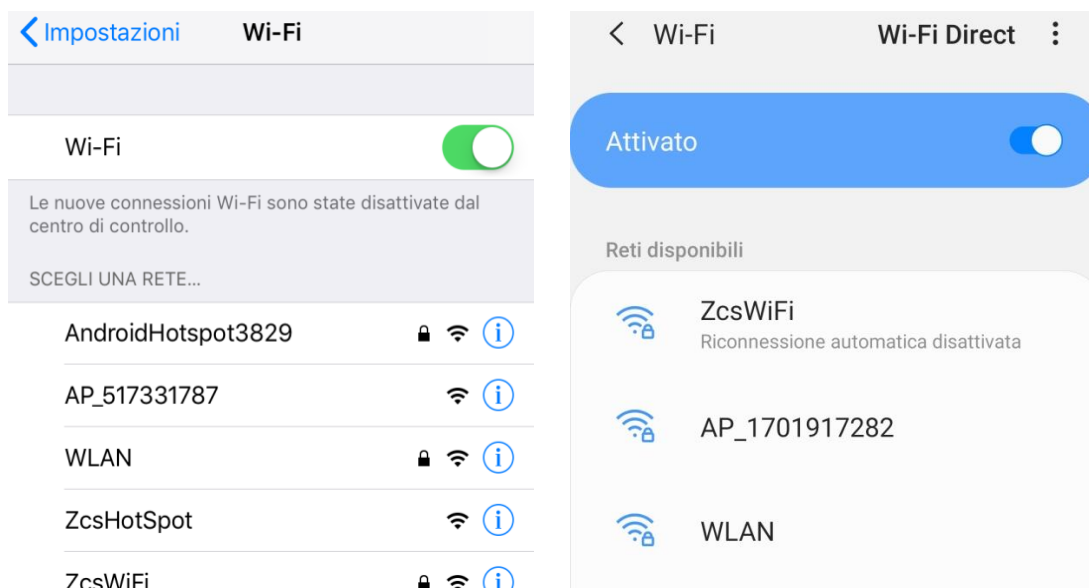 Impostazioni Wi-Fi
Wi-Fi
Le nuove connessioni Wi-Fi sono state disattivate dal
centro di controllo.
SCEGLI UNA RETE...
AndroidHotspot3829
AP_517331787
WLAN
ZcsHotSpot
ZcsWiFi
Wi-Fi Wi-Fi Direct
Attivato
Reti disponibili
ZcsWiFi
Riconnessione automatica disattivata
AP_1701917282
WLAN